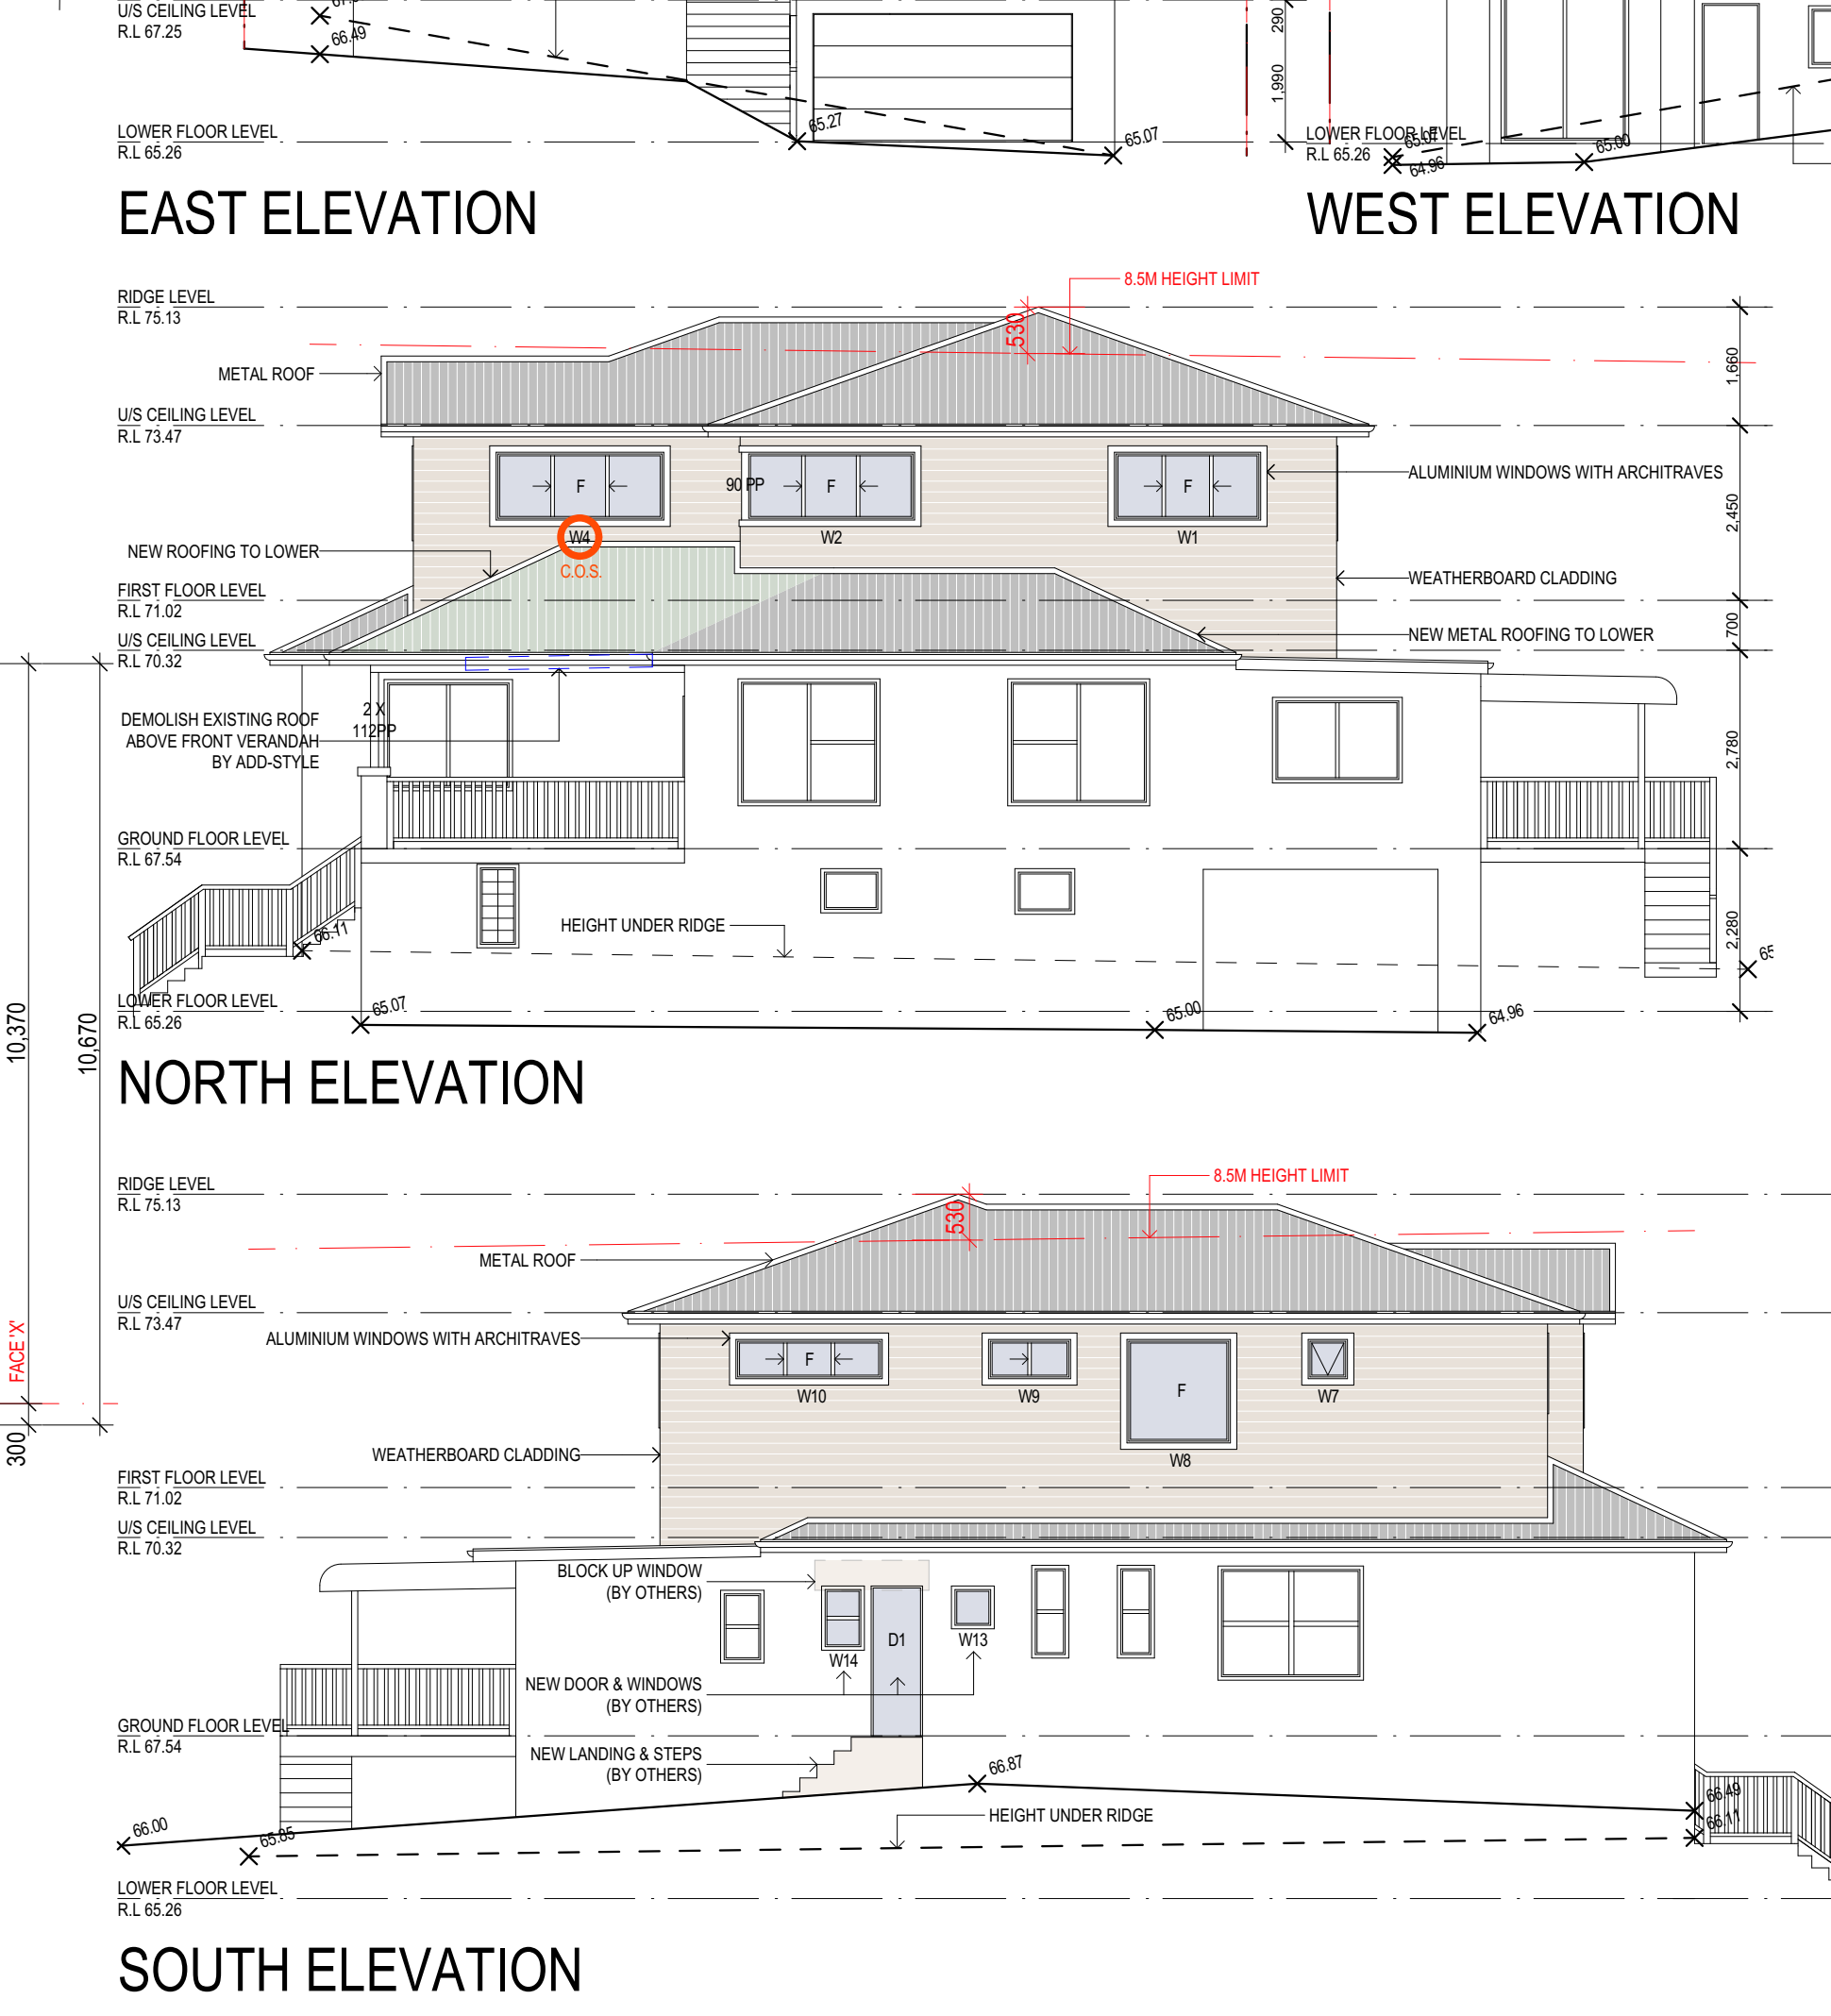 U/S CEILING LEVEL
R.L 67.25
66.49
LOWER FLOOR LEVEL
R.L 65.26
65.27
65.07
290
1,990
LOWER FLOOR LEVEL
R.L 65.26
65.07
64.96
65.00
EAST ELEVATION
WEST ELEVATION
8.5M HEIGHT LIMIT
RIDGE LEVEL
R.L 75.13
530
METAL ROOF
1,660
U/S CEILING LEVEL
R.L 73.47
ALUMINIUM WINDOWS WITH ARCHITRAVES
F
90 PP
F
F
2,450
W4
W2
W1
NEW ROOFING TO LOWER
C.O.S.
WEATHERBOARD CLADDING
FIRST FLOOR LEVEL
R.L 71.02
700
NEW METAL ROOFING TO LOWER
U/S CEILING LEVEL
R.L 70.32
2 X
112PP
DEMOLISH EXISTING ROOF
ABOVE FRONT VERANDAH
BY ADD-STYLE
2,780
GROUND FLOOR LEVEL
R.L 67.54
HEIGHT UNDER RIDGE
66.11
2,280
LOWER FLOOR LEVEL
R.L 65.26
65.07
65.00
64.96
10,370
10,670
NORTH ELEVATION
8.5M HEIGHT LIMIT
RIDGE LEVEL
R.L 75.13
530
METAL ROOF
U/S CEILING LEVEL
R.L 73.47
ALUMINIUM WINDOWS WITH ARCHITRAVES
FACE 'X'
F
F
W10
W9
W7
300
WEATHERBOARD CLADDING
W8
FIRST FLOOR LEVEL
R.L 71.02
U/S CEILING LEVEL
R.L 70.32
BLOCK UP WINDOW
(BY OTHERS)
D1
W13
W14
NEW DOOR & WINDOWS
(BY OTHERS)
GROUND FLOOR LEVEL
R.L 67.54
NEW LANDING & STEPS
(BY OTHERS)
66.87
66.49
66.11
HEIGHT UNDER RIDGE
66.00
65.85
LOWER FLOOR LEVEL
R.L 65.26
SOUTH ELEVATION